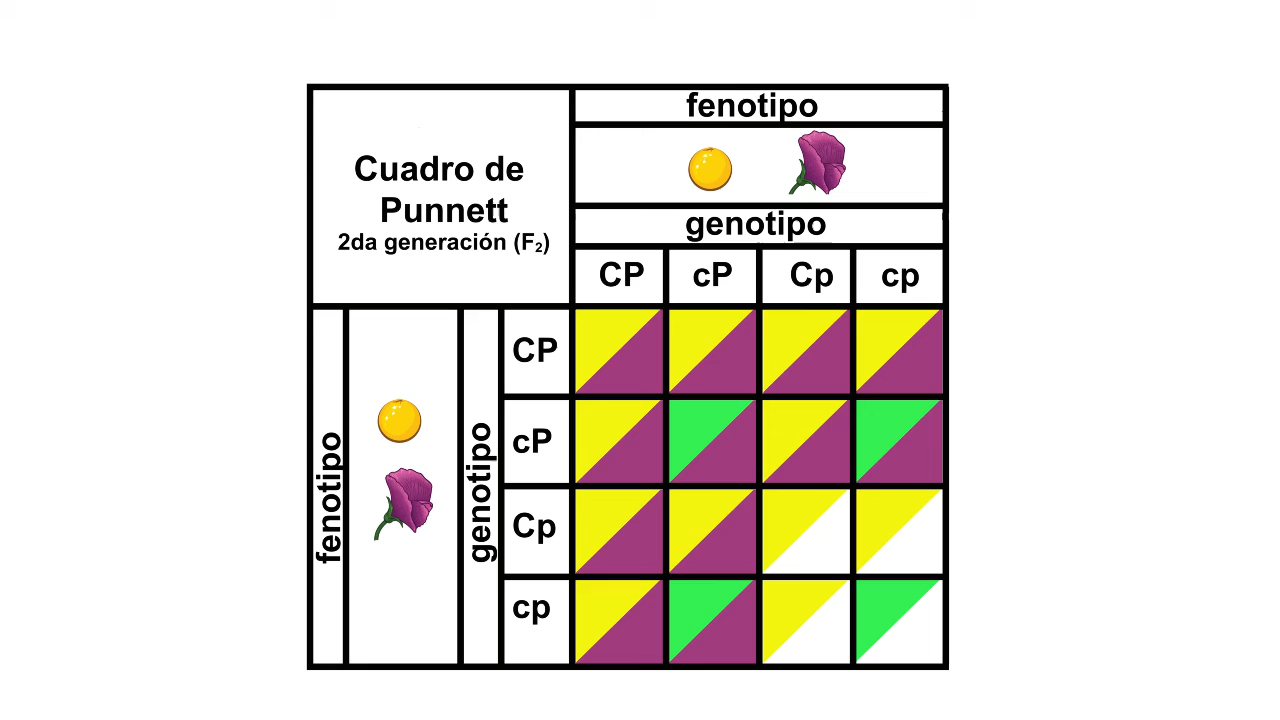 fenotipo
Cuadro de
Punnett
2da generación (F₂)
genotipo
CP cP Cp cp
fenotipo
genotipo
CP
cP
Cp
cp